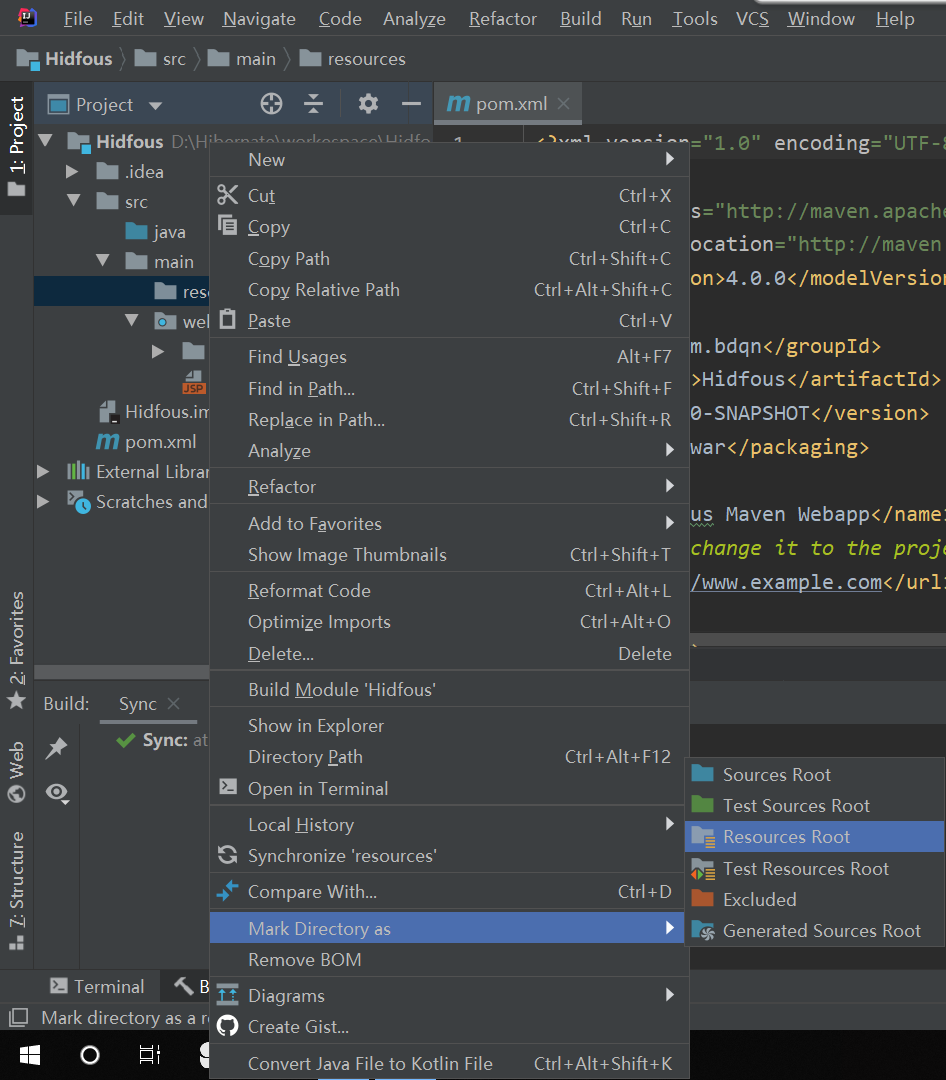 File Edit View Navigate Code Analyze Refactor Build Run Tools VCS Window Help
Hidfous src main resources
1: Project
Project
pom.xml
Hidfous D:\Hibernate\workespace\Hidfo
.idea
src
java
main
reso
wel
JSP
Hidfous.im
pom.xml
External Librar
Scratches and
1
<?xml version="1.0" encoding="UTF-8
s="http://maven.apache
ocation="http://maven
on>4.0.0</modelVersion
m.bdqn</groupId>
>Hidfous</artifactId>
0-SNAPSHOT</version>
war</packaging>
us Maven Webapp</name>
change it to the proje
/www.example.com</url>
New
Cut Ctrl+X
Copy Ctrl+C
Copy Path Ctrl+Shift+C
Copy Relative Path Ctrl+Alt+Shift+C
Paste Ctrl+V
Find Usages Alt+F7
Find in Path... Ctrl+Shift+F
Replace in Path... Ctrl+Shift+R
Analyze
Refactor
Add to Favorites
Show Image Thumbnails Ctrl+Shift+T
Reformat Code Ctrl+Alt+L
Optimize Imports Ctrl+Alt+O
Delete... Delete
Build Module 'Hidfous'
Show in Explorer
Directory Path Ctrl+Alt+F12
Open in Terminal
Local History
Synchronize 'resources'
Compare With... Ctrl+D
Mark Directory as
Remove BOM
Diagrams
Create Gist...
Convert Java File to Kotlin File Ctrl+Alt+Shift+K
Sources Root
Test Sources Root
Resources Root
Test Resources Root
Excluded
Generated Sources Root
2: Favorites
Web
7: Structure
Build: Sync
Sync: at
Terminal B
Mark directory as a r